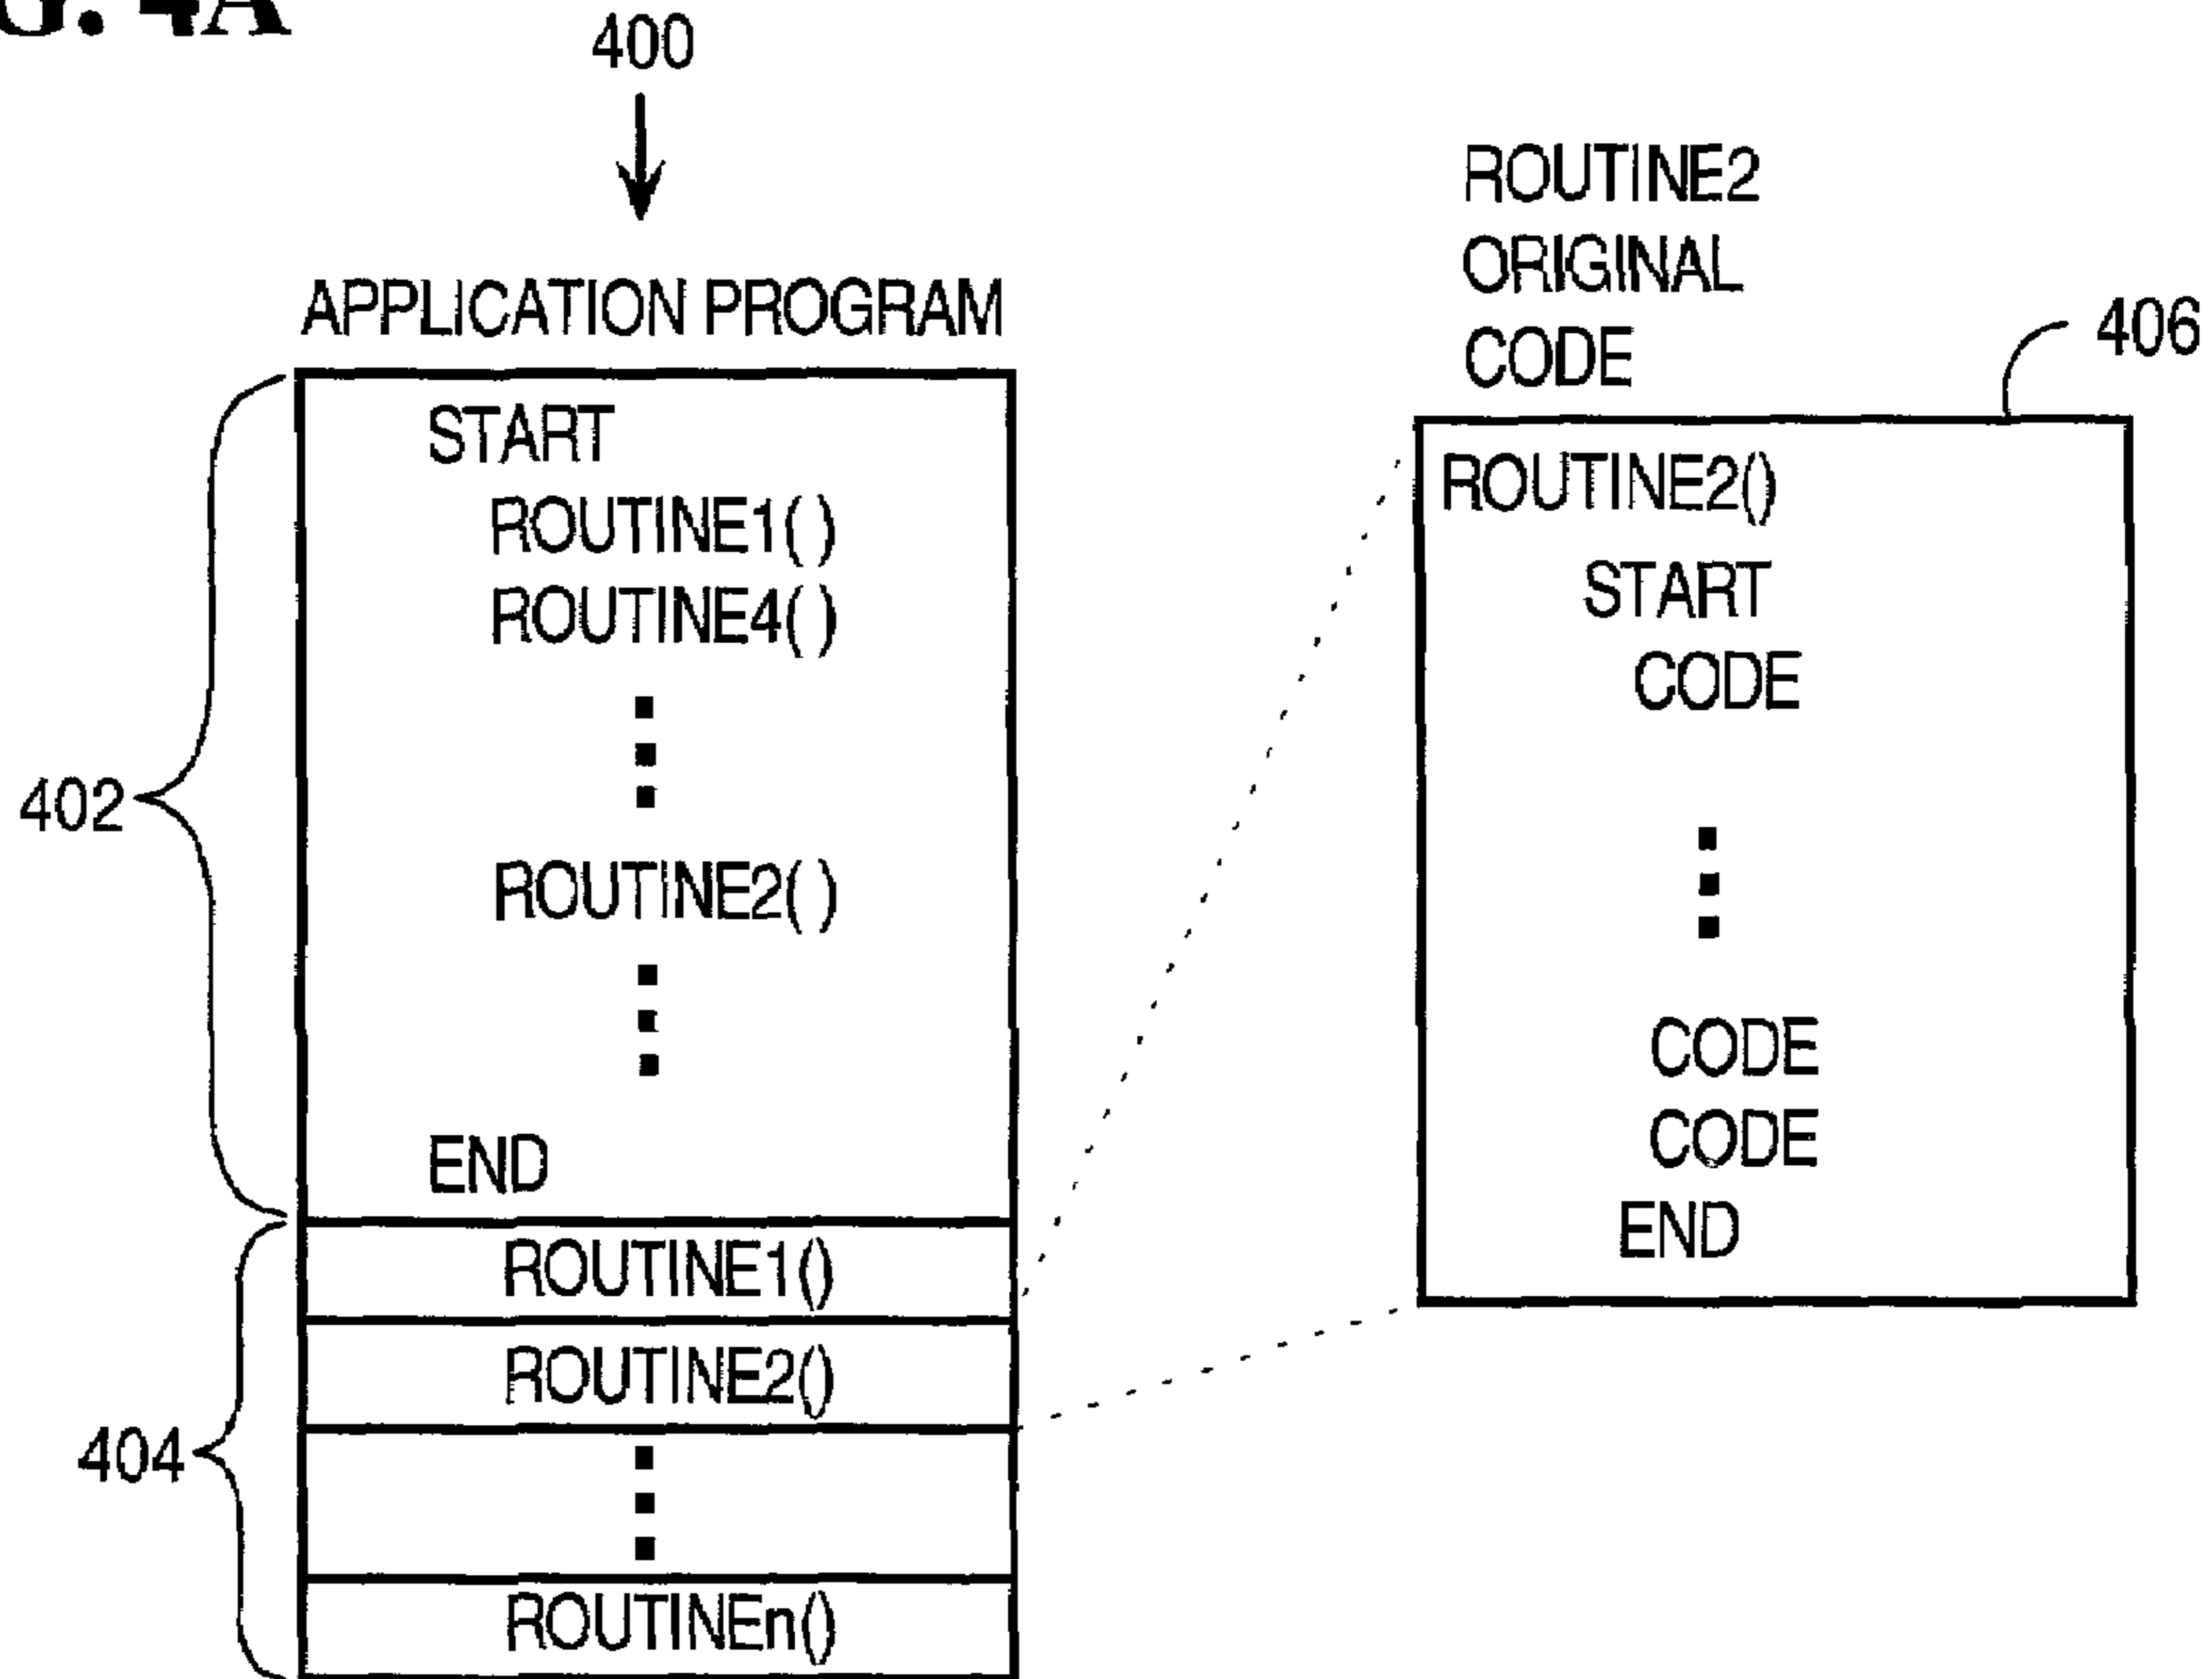 G. 4A
400
APPLICATION PROGRAM
START
ROUTINE1( )
ROUTINE4( )
ROUTINE2( )
END
402
ROUTINE1()
ROUTINE2()
ROUTINEn()
404
ROUTINE2
ORIGINAL
CODE
406
ROUTINE2()
START
CODE
CODE
CODE
END